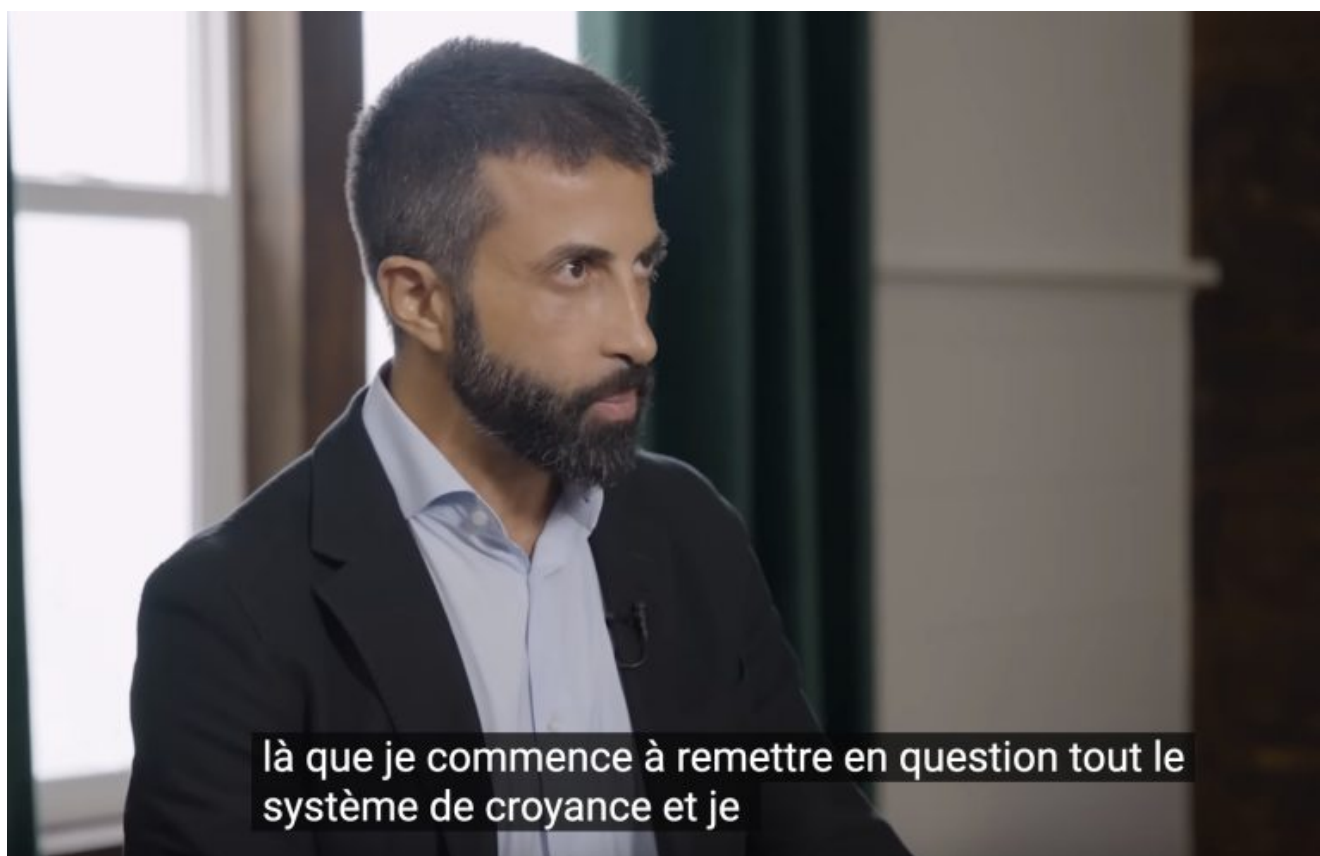 là que je commence à remettre en question tout le
système de croyance et je